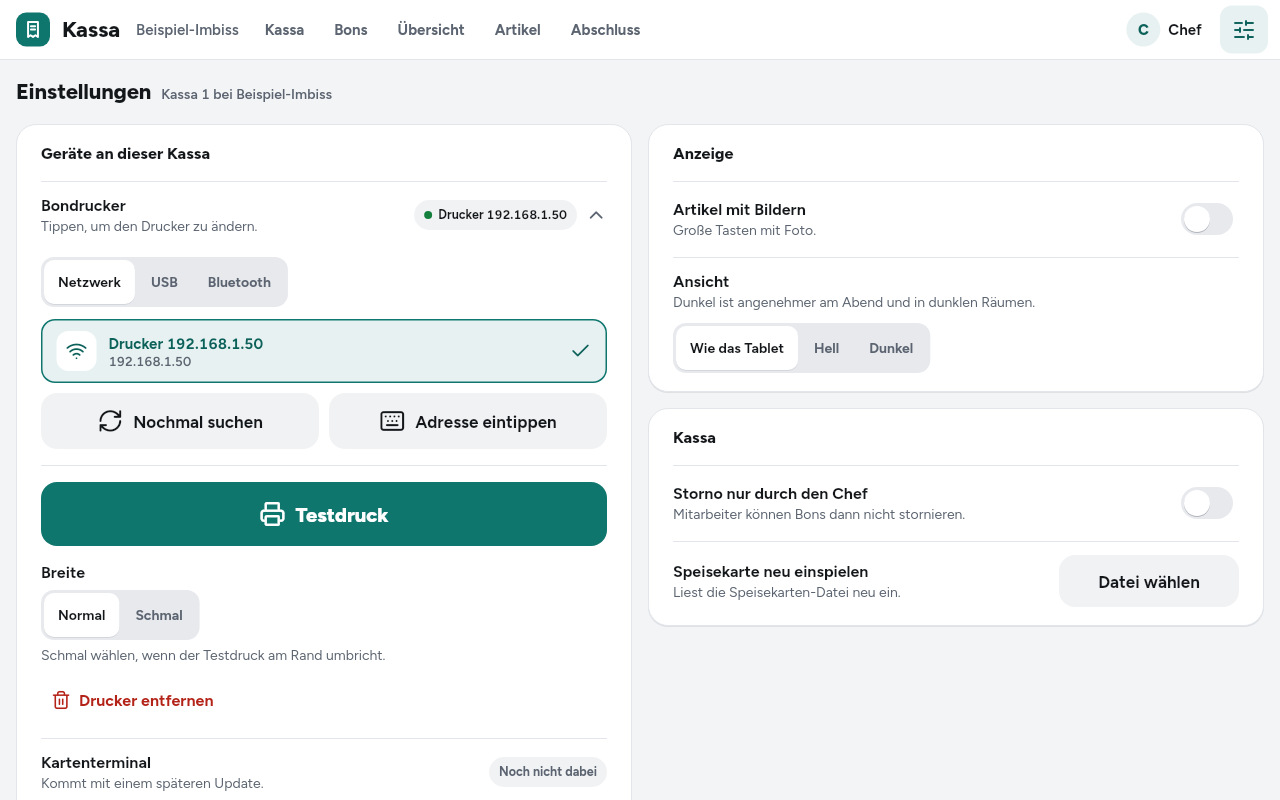 Kassa Beispiel-Imbiss Kassa Bons Übersicht Artikel Abschluss C Chef
Einstellungen Kassa 1 bei Beispiel-Imbiss
Geräte an dieser Kassa
Bondrucker
Tippen, um den Drucker zu ändern.
Drucker 192.168.1.50
Netzwerk USB Bluetooth
Drucker 192.168.1.50
192.168.1.50
Nochmal suchen Adresse eintippen
Testdruck
Breite
Normal Schmal
Schmal wählen, wenn der Testdruck am Rand umbricht.
Drucker entfernen
Kartenterminal
Kommt mit einem späteren Update.
Noch nicht dabei
Anzeige
Artikel mit Bildern
Große Tasten mit Foto.
Ansicht
Dunkel ist angenehmer am Abend und in dunklen Räumen.
Wie das Tablet Hell Dunkel
Kassa
Storno nur durch den Chef
Mitarbeiter können Bons dann nicht stornieren.
Speisekarte neu einspielen
Liest die Speisekarten-Datei neu ein.
Datei wählen